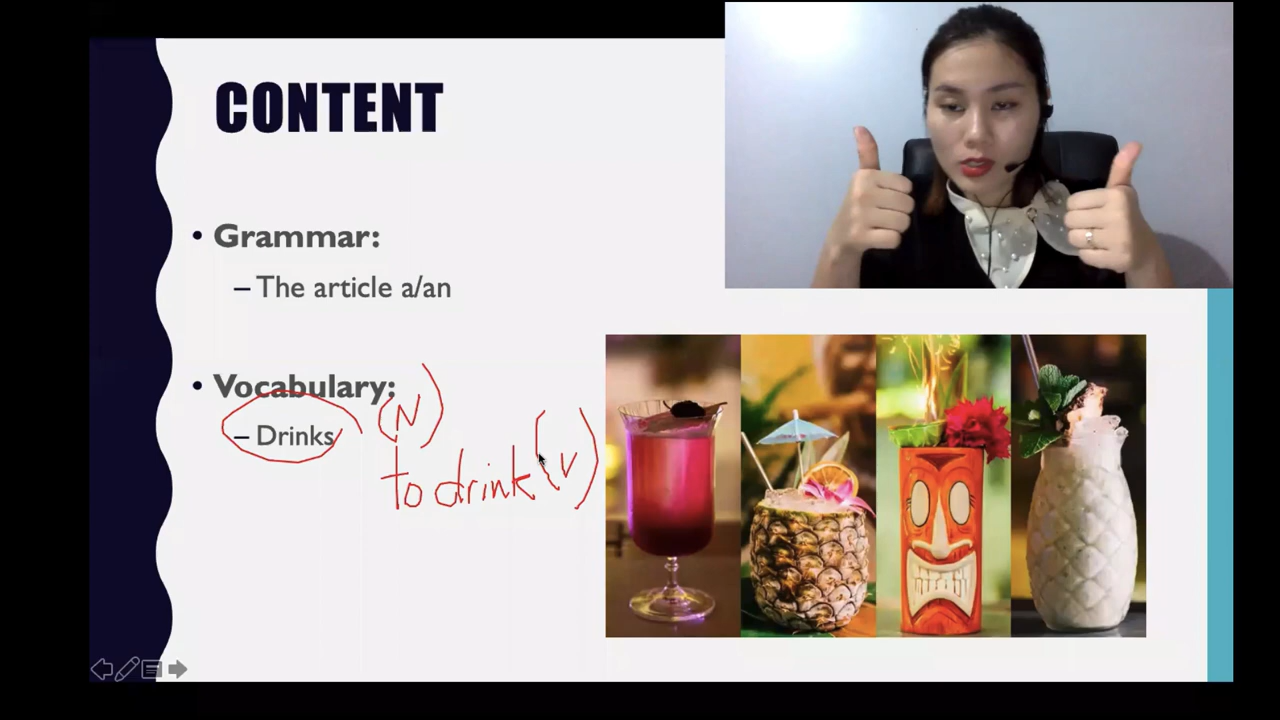 CONTENT
• Grammar:
– The article a/an
• Vocabulary:
– Drinks (N)
to drink (v)